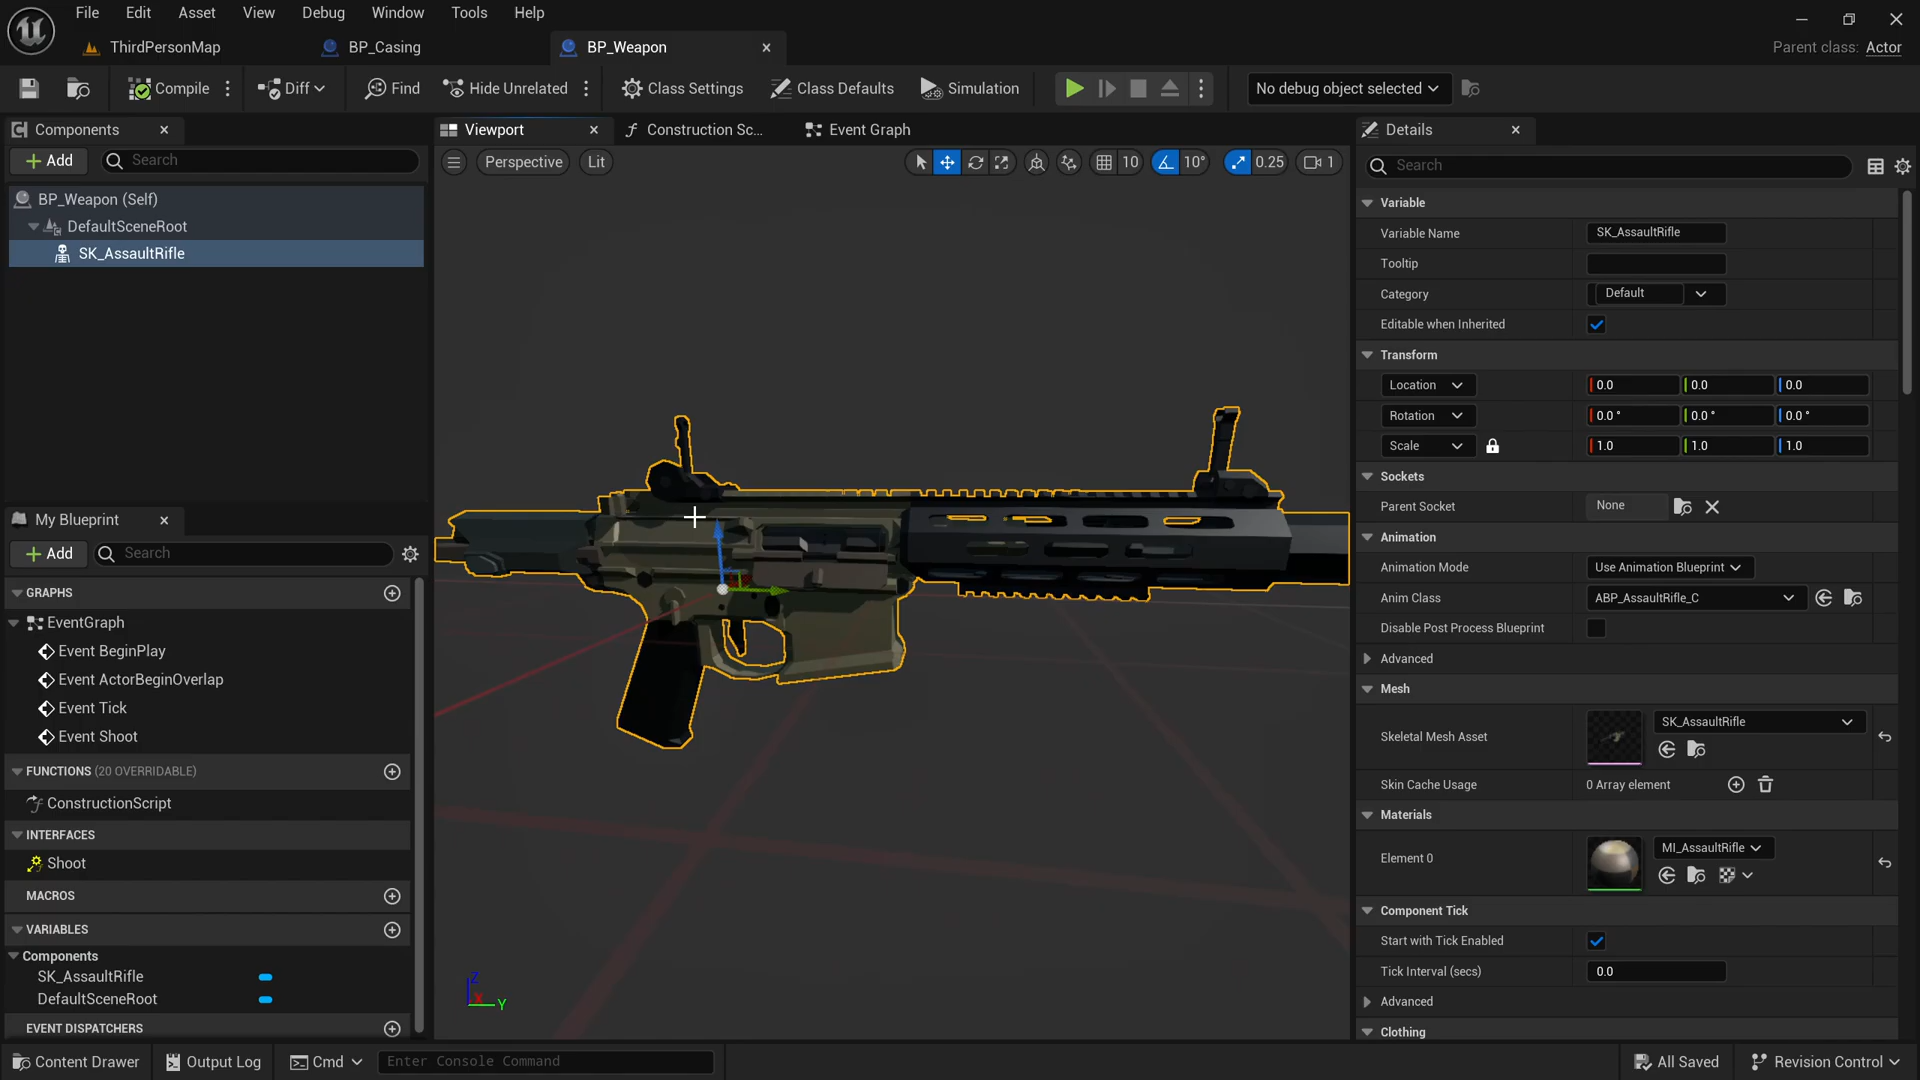 File Edit Asset View Debug Window Tools Help
ThirdPersonMap BP_Casing BP_Weapon
Parent class: Actor
Compile Diff Find Hide Unrelated Class Settings Class Defaults Simulation No debug object selected
Components
Add Search
BP_Weapon (Self)
DefaultSceneRoot
SK_AssaultRifle
My Blueprint
Add Search
GRAPHS
EventGraph
Event BeginPlay
Event ActorBeginOverlap
Event Tick
Event Shoot
FUNCTIONS (20 OVERRIDABLE)
ConstructionScript
INTERFACES
Shoot
MACROS
VARIABLES
Components
SK_AssaultRifle
DefaultSceneRoot
EVENT DISPATCHERS
Viewport Construction Sc... Event Graph
Perspective Lit 10 10° 0.25 1
Z
X
Y
Details
Search
Variable
Variable Name SK_AssaultRifle
Tooltip
Category Default
Editable when Inherited
Transform
Location 0.0 0.0 0.0
Rotation 0.0 ° 0.0 ° 0.0 °
Scale 1.0 1.0 1.0
Sockets
Parent Socket None
Animation
Animation Mode Use Animation Blueprint
Anim Class ABP_AssaultRifle_C
Disable Post Process Blueprint
Advanced
Mesh
SK_AssaultRifle
Skeletal Mesh Asset
Skin Cache Usage 0 Array element
Materials
MI_AssaultRifle
Element 0
Component Tick
Start with Tick Enabled
Tick Interval (secs) 0.0
Advanced
Clothing
Content Drawer Output Log Cmd Enter Console Command All Saved Revision Control